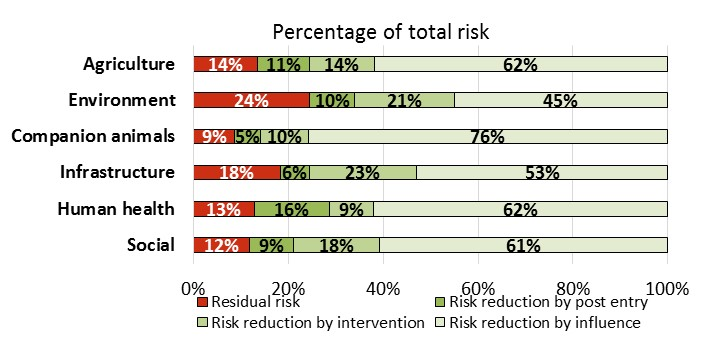 Percentage of total risk
Agriculture 14% 11% 14% 62%
Environment 24% 10% 21% 45%
Companion animals 9% 5% 10% 76%
Infrastructure 18% 6% 23% 53%
Human health 13% 16% 9% 62%
Social 12% 9% 18% 61%
0% 20% 40% 60% 80% 100%
Residual risk Risk reduction by post entry
Risk reduction by intervention Risk reduction by influence